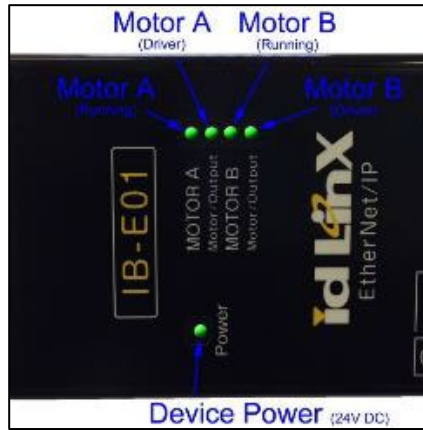 Motor A
(Driver)
Motor B
(Running)
Motor A
(Running)
Motor B
(Driver)
MOTOR A
Motor/Output
MOTOR B
Motor/Output
IB-E01
id LinX
EtherNet/IP
Power
Device Power (24V DC)